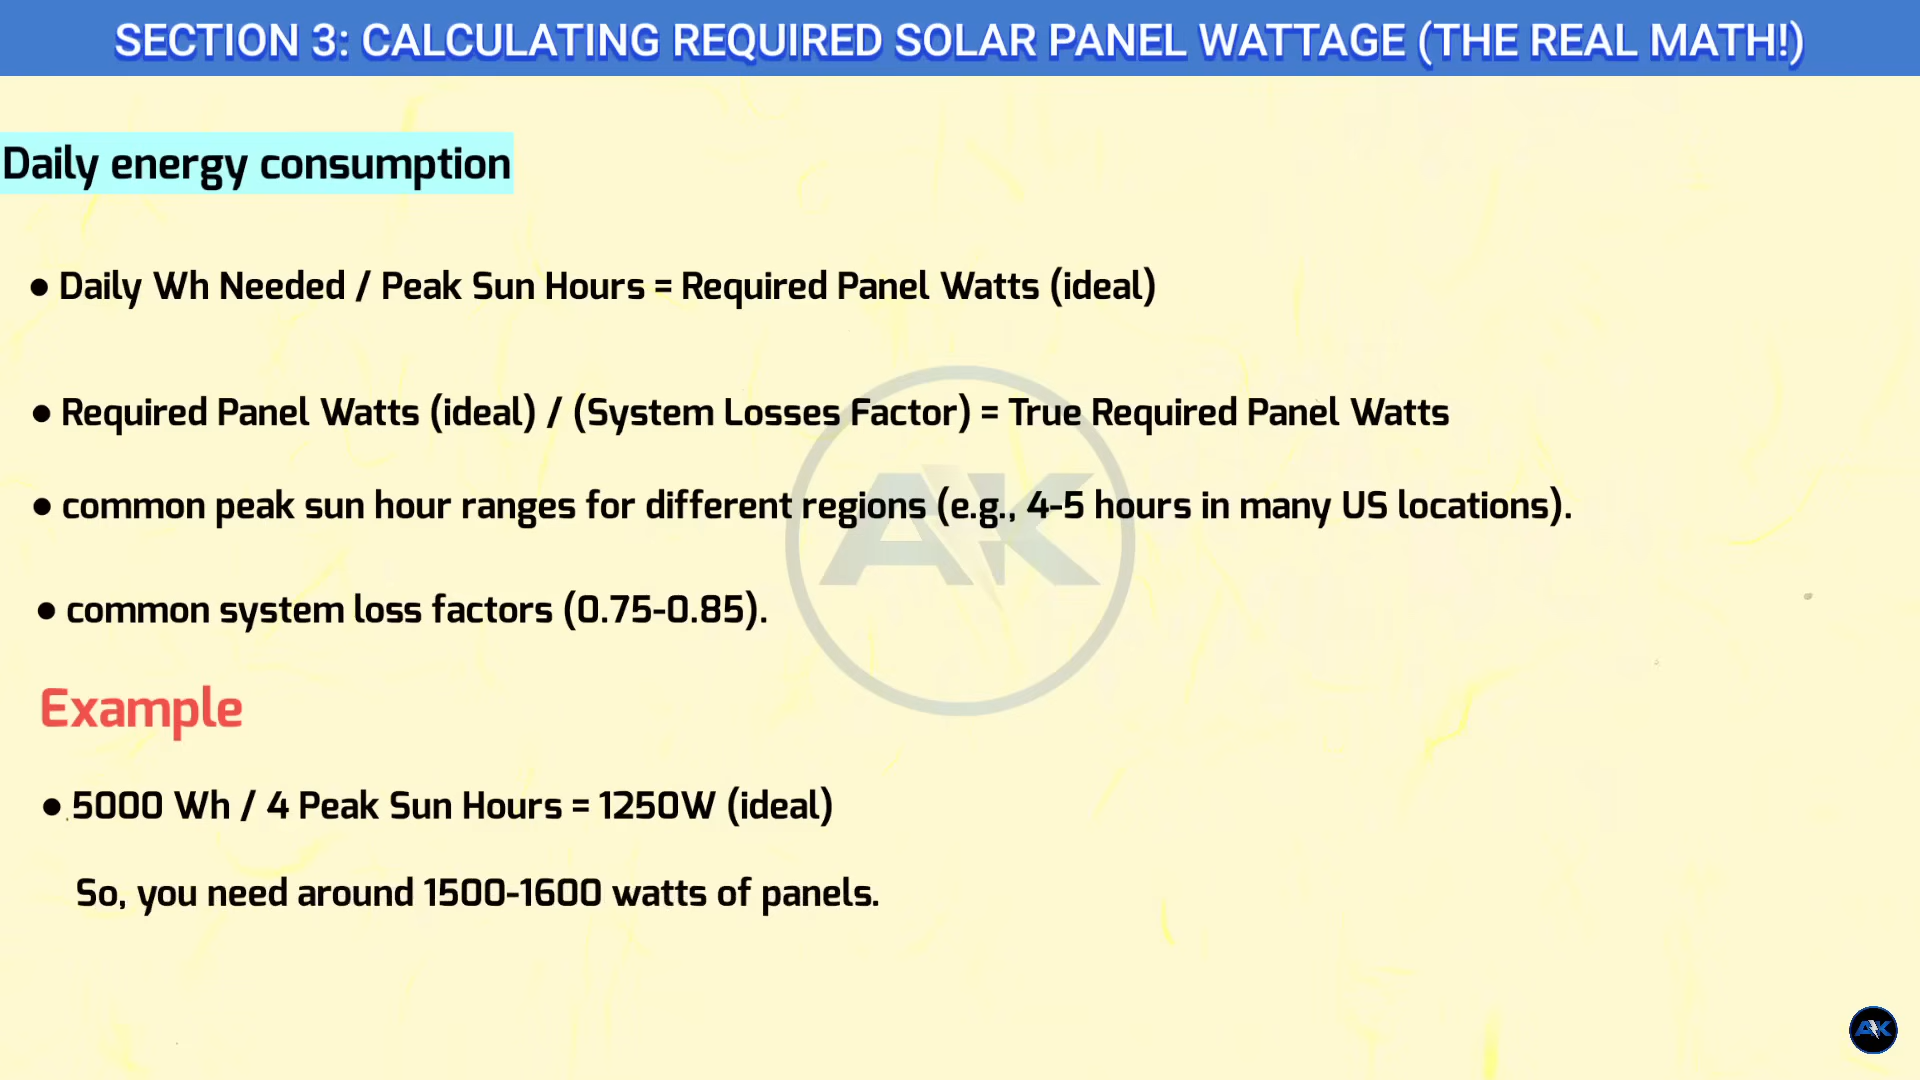 SECTION 3: CALCULATING REQUIRED SOLAR PANEL WATTAGE (THE REAL MATH!)
Daily energy consumption
● Daily Wh Needed / Peak Sun Hours = Required Panel Watts (ideal)
● Required Panel Watts (ideal) / (System Losses Factor) = True Required Panel Watts
● common peak sun hour ranges for different regions (e.g., 4-5 hours in many US locations).
AK
● common system loss factors (0.75-0.85).
Example
● 5000 Wh / 4 Peak Sun Hours = 1250W (ideal)
So, you need around 1500-1600 watts of panels.
AK